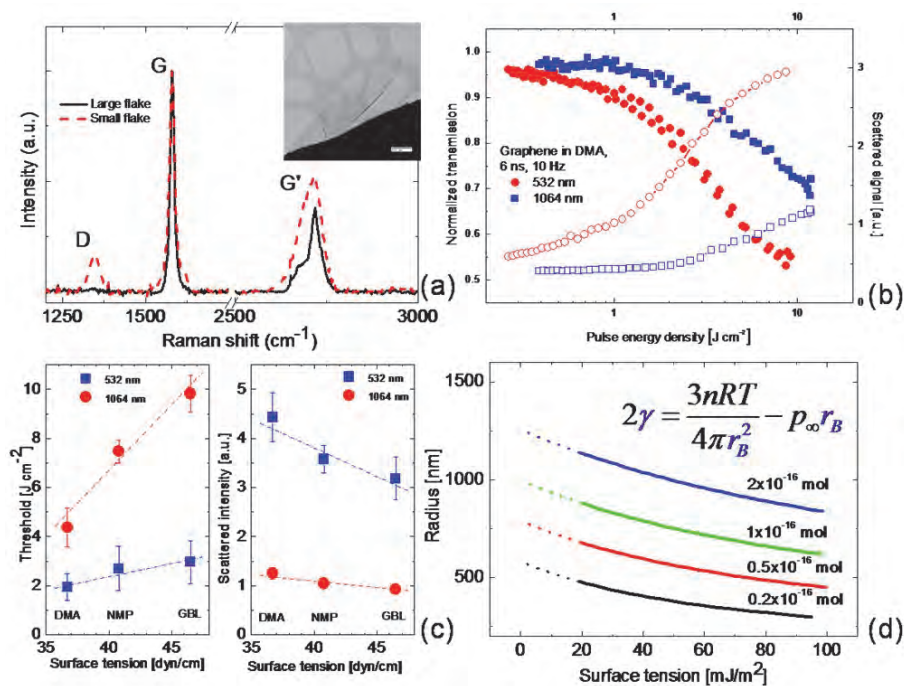 G
Large flake
Small flake
D
G'
Intensity (a.u.)
1250
1500
2500
3000
Raman shift (cm⁻¹)
(a)
1
10
1.0
0.9
0.8
0.7
0.6
0.5
Normalized transmission
Graphene in DMA,
6 ns, 10 Hz
532 nm
1064 nm
3
2
1
0
Scattered signal [a.u.]
1
10
Pulse energy density [J cm⁻²]
(b)
10
8
6
4
2
0
Threshold [J cm⁻²]
532 nm
1064 nm
DMA
NMP
GBL
35
40
45
Surface tension [dyn/cm]
5
4
3
2
1
0
Scattered intensity [a.u.]
532 nm
1064 nm
DMA
NMP
GBL
35
40
45
Surface tension [dyn/cm]
(c)
1500
1000
500
Radius [nm]
2γ = 3nRT / 4πr_B² − p_∞ r_B
2x10⁻¹⁶ mol
1x10⁻¹⁶ mol
0.5x10⁻¹⁶ mol
0.2x10⁻¹⁶ mol
0
20
40
60
80
100
Surface tension [mJ/m²]
(d)